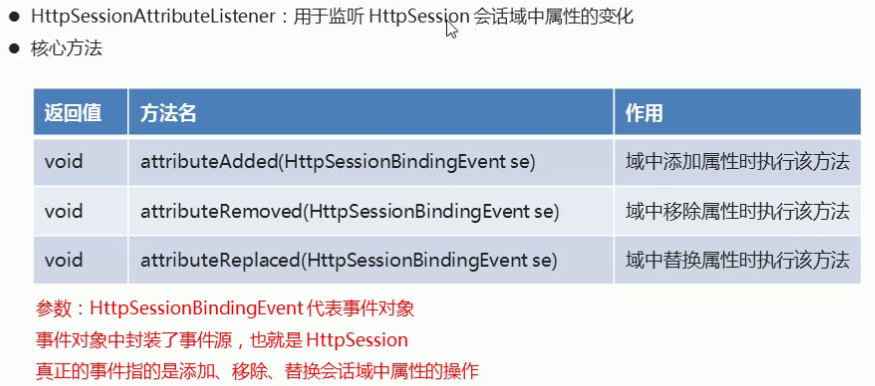 ● HttpSessionAttributeListener：用于监听 HttpSession 会话域中属性的变化
● 核心方法
返回值 方法名 作用
void attributeAdded(HttpSessionBindingEvent se) 域中添加属性时执行该方法
void attributeRemoved(HttpSessionBindingEvent se) 域中移除属性时执行该方法
void attributeReplaced(HttpSessionBindingEvent se) 域中替换属性时执行该方法
参数：HttpSessionBindingEvent 代表事件对象
事件对象中封装了事件源，也就是 HttpSession
真正的事件指的是添加、移除、替换会话域中属性的操作